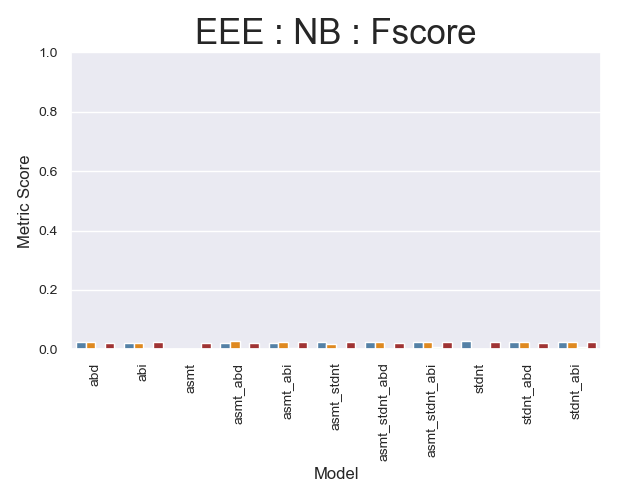 EEE : NB : Fscore
1.0
0.8
0.6
0.4
0.2
0.0
Metric Score
abd
abi
asmt
asmt_abd
asmt_abi
asmt_stdnt
asmt_stdnt_abd
asmt_stdnt_abi
stdnt
stdnt_abd
stdnt_abi
Model